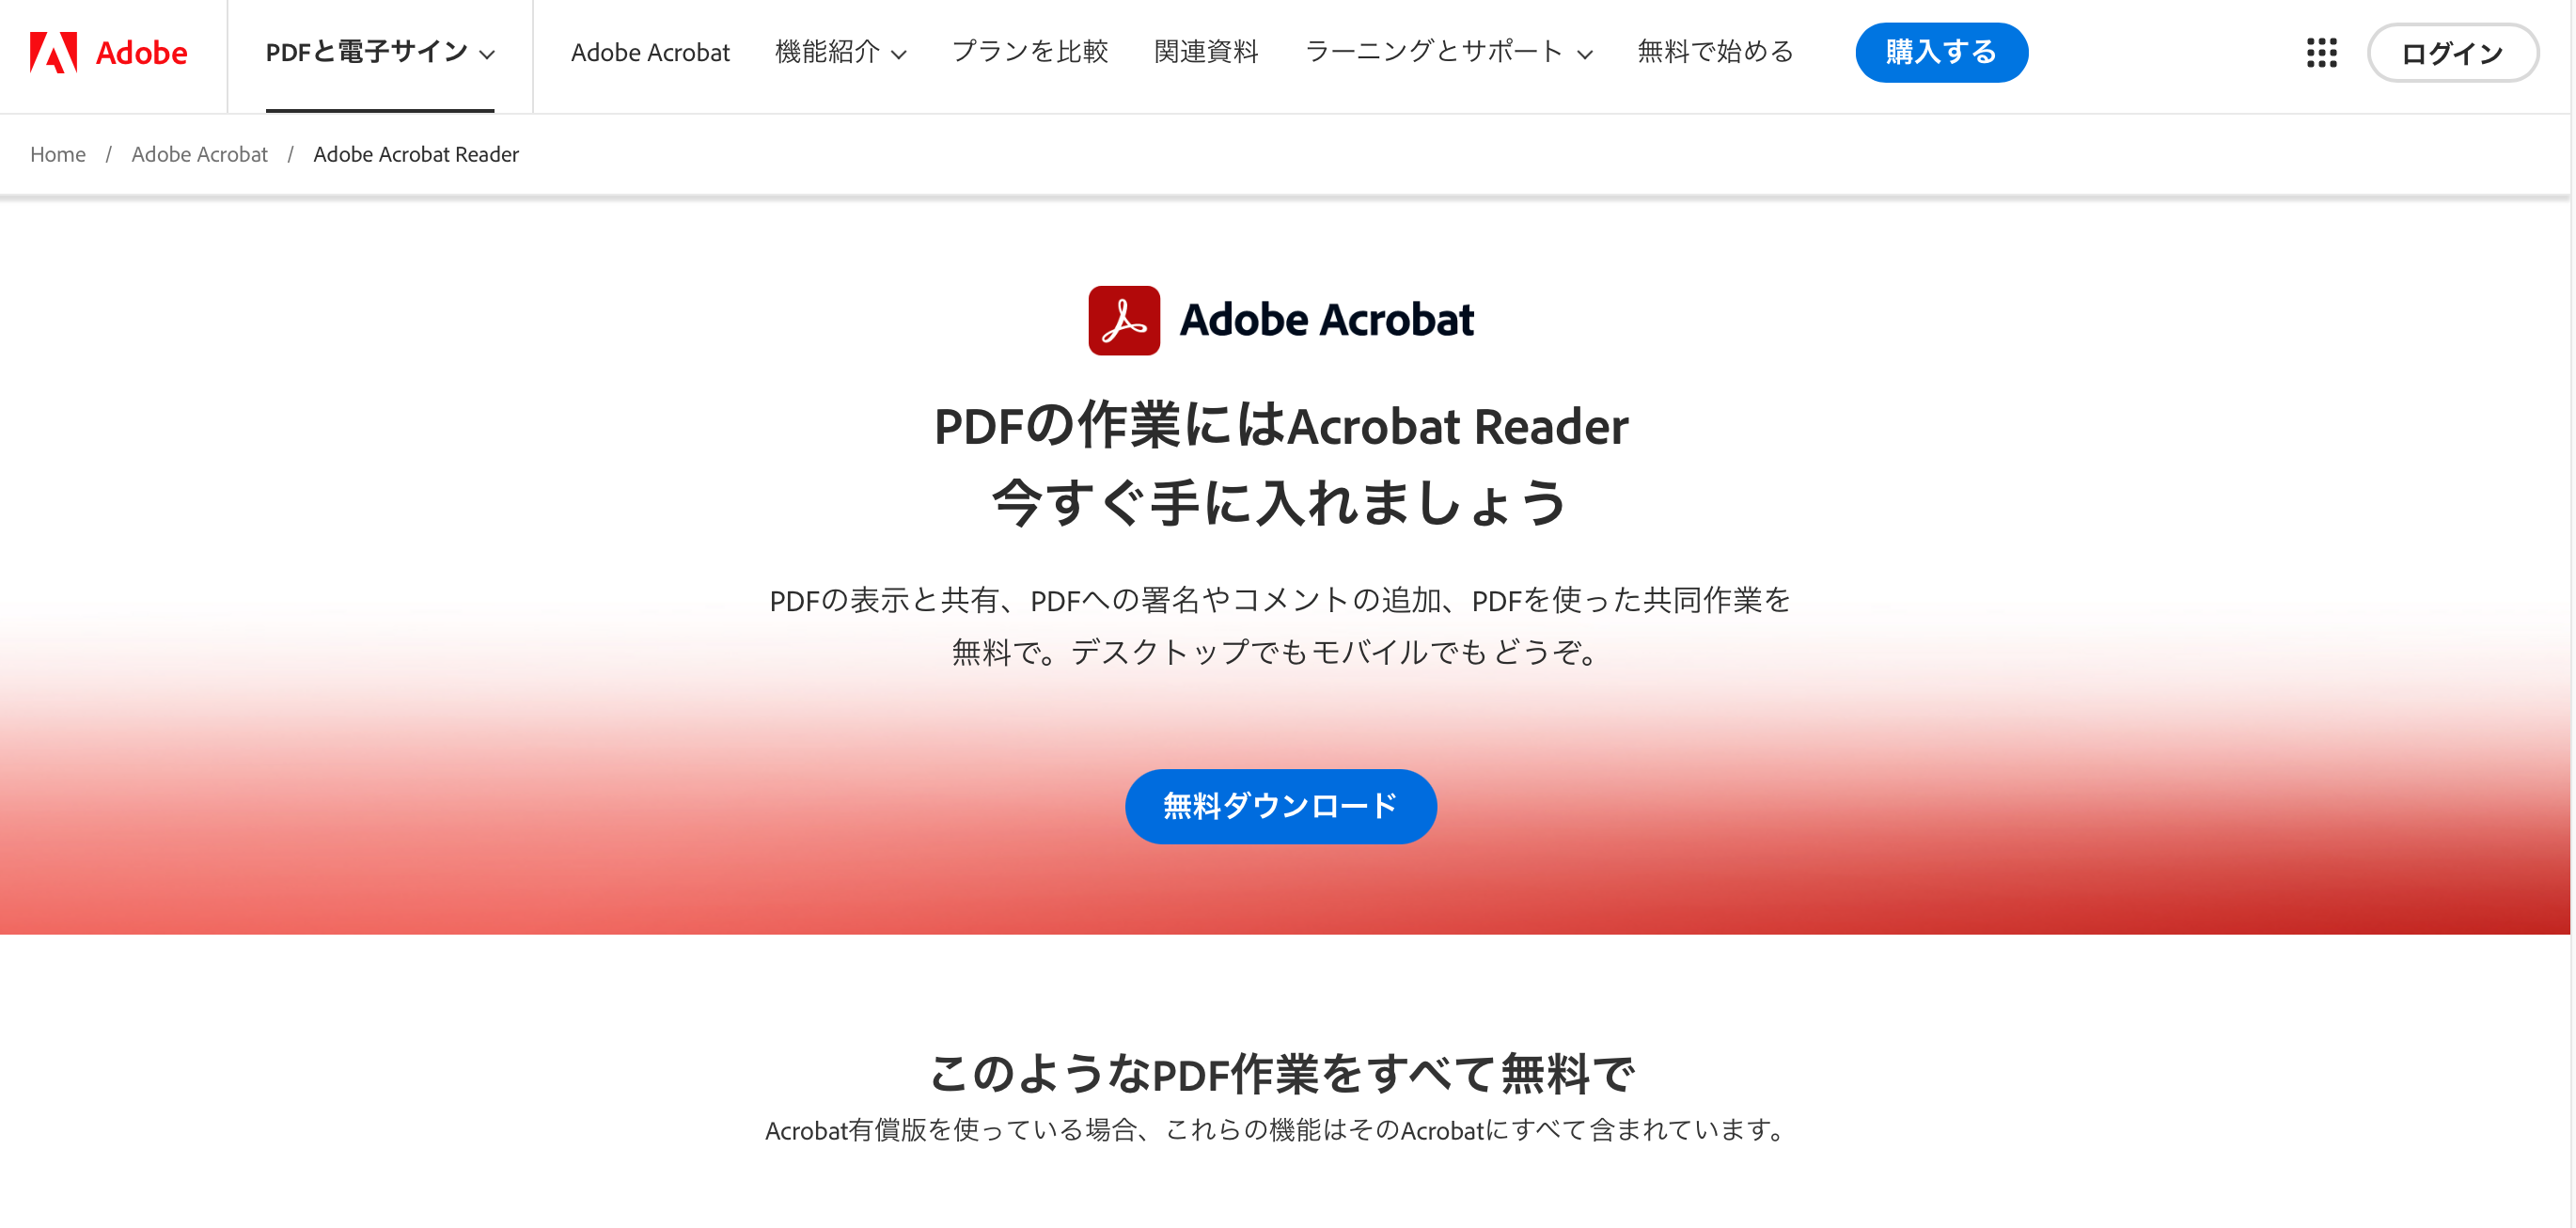 Adobe
PDFと電子サイン
Adobe Acrobat
機能紹介
プランを比較
関連資料
ラーニングとサポート
無料で始める
購入する
ログイン
Home / Adobe Acrobat / Adobe Acrobat Reader
Adobe Acrobat
PDFの作業にはAcrobat Reader
今すぐ手に入れましょう
PDFの表示と共有、PDFへの署名やコメントの追加、PDFを使った共同作業を
無料で。デスクトップでもモバイルでもどうぞ。
無料ダウンロード
このようなPDF作業をすべて無料で
Acrobat有償版を使っている場合、これらの機能はそのAcrobatにすべて含まれています。